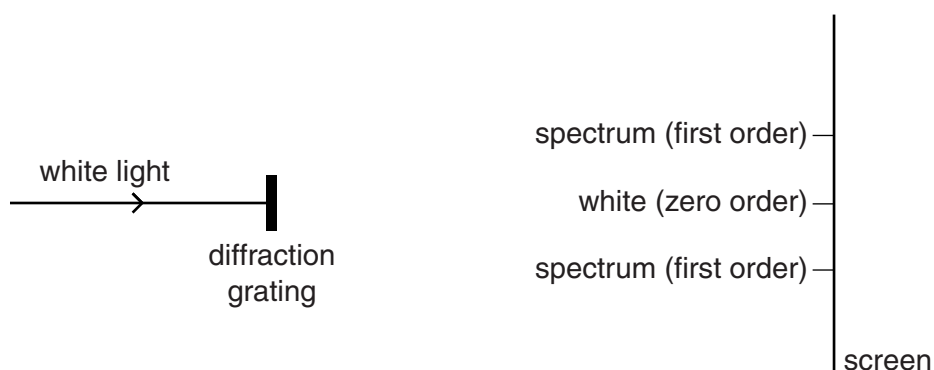 spectrum (first order)
white light
white (zero order)
diffraction
grating
spectrum (first order)
screen